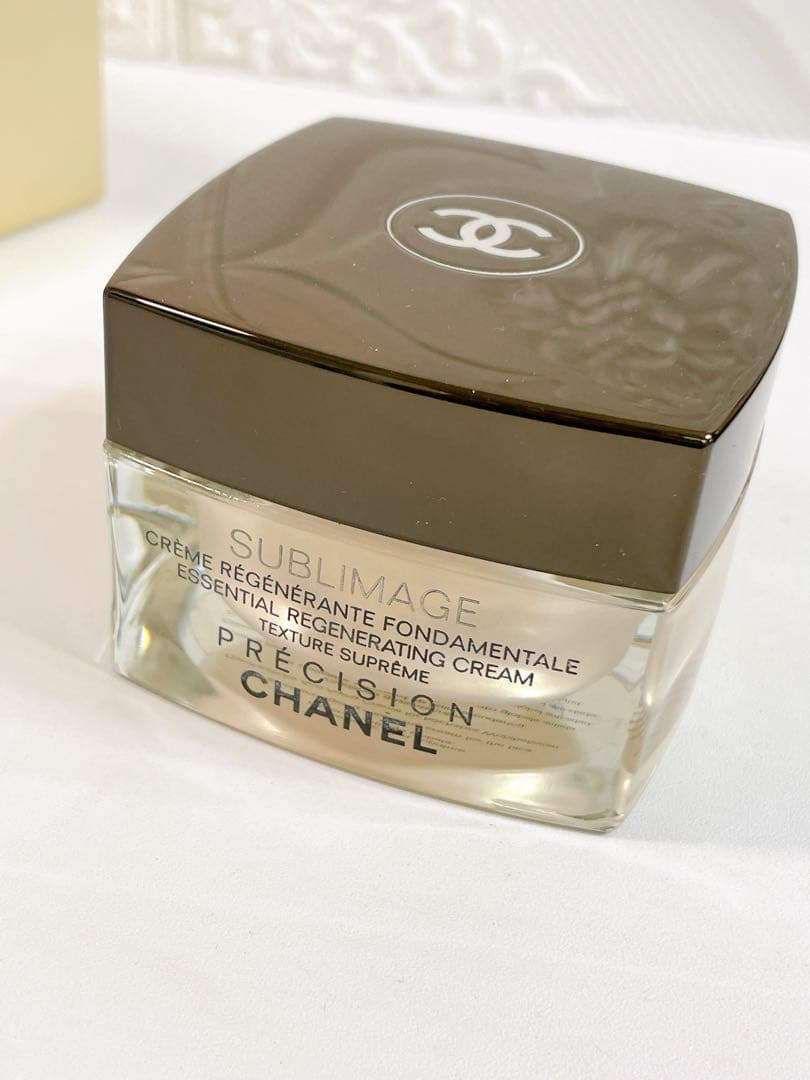 SUBLIMAGE
CRÈME RÉGÉNÉRANTE FONDAMENTALE
ESSENTIAL REGENERATING CREAM
TEXTURE SUPRÊME
PRÉCISION
CHANEL